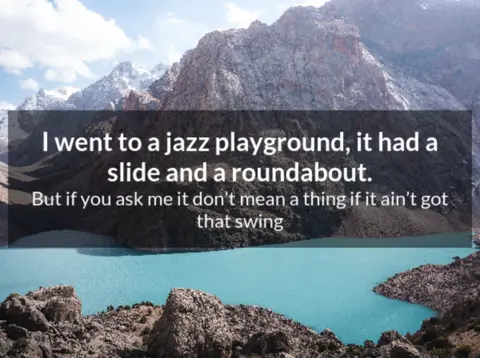 I went to a jazz playground, it had a
slide and a roundabout.
But if you ask me it don't mean a thing if it ain't got
that swing